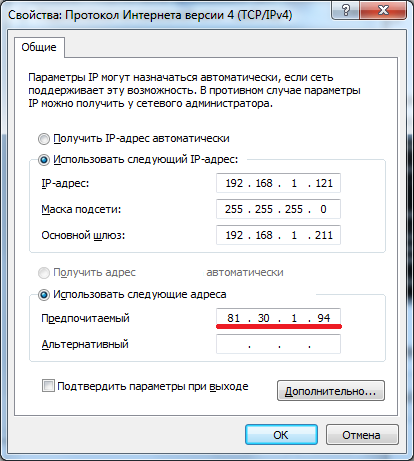 Свойства: Протокол Интернета версии 4 (TCP/IPv4)
Общие
Параметры IP могут назначаться автоматически, если сеть
поддерживает эту возможность. В противном случае параметры
IP можно получить у сетевого администратора.
Получить IP-адрес автоматически
Использовать следующий IP-адрес:
IP-адрес: 192 . 168 . 1 . 121
Маска подсети: 255 . 255 . 255 . 0
Основной шлюз: 192 . 168 . 1 . 211
Получить адрес автоматически
Использовать следующие адреса
Предпочитаемый 81 . 30 . 1 . 94
Альтернативный . . .
Подтвердить параметры при выходе
Дополнительно...
ОК
Отмена